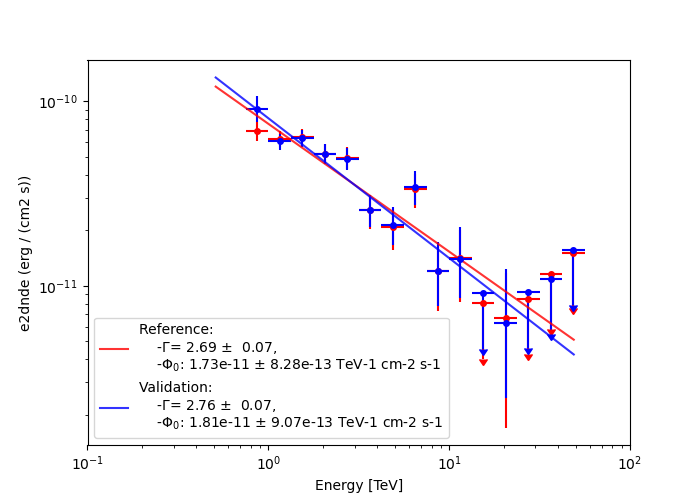 10⁻¹⁰
10⁻¹¹
e2dnde (erg / (cm2 s))
Reference:
-Γ= 2.69 ± 0.07,
-Φ₀: 1.73e-11 ± 8.28e-13 TeV-1 cm-2 s-1
Validation:
-Γ= 2.76 ± 0.07,
-Φ₀: 1.81e-11 ± 9.07e-13 TeV-1 cm-2 s-1
10⁻¹ 10⁰ 10¹ 10²
Energy [TeV]